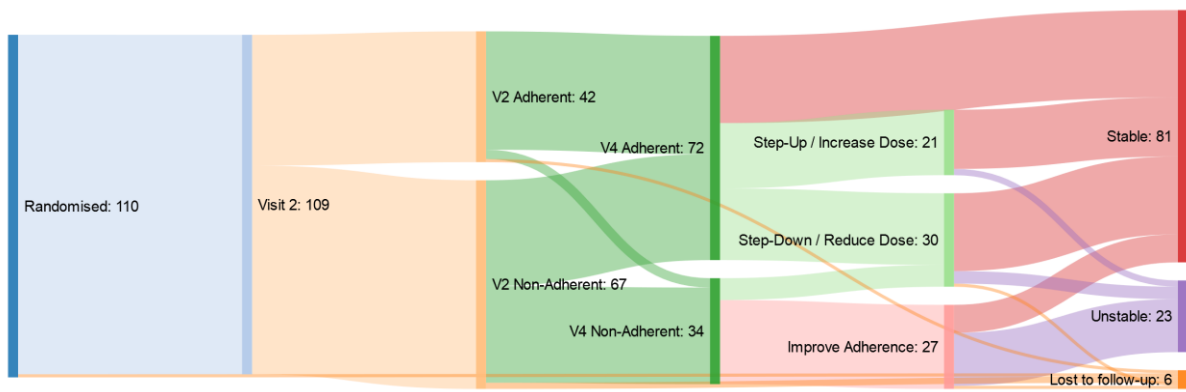 Randomised: 110
Visit 2: 109
V2 Adherent: 42
V2 Non-Adherent: 67
V4 Adherent: 72
V4 Non-Adherent: 34
Step-Up / Increase Dose: 21
Step-Down / Reduce Dose: 30
Improve Adherence: 27
Stable: 81
Unstable: 23
Lost to follow-up: 6